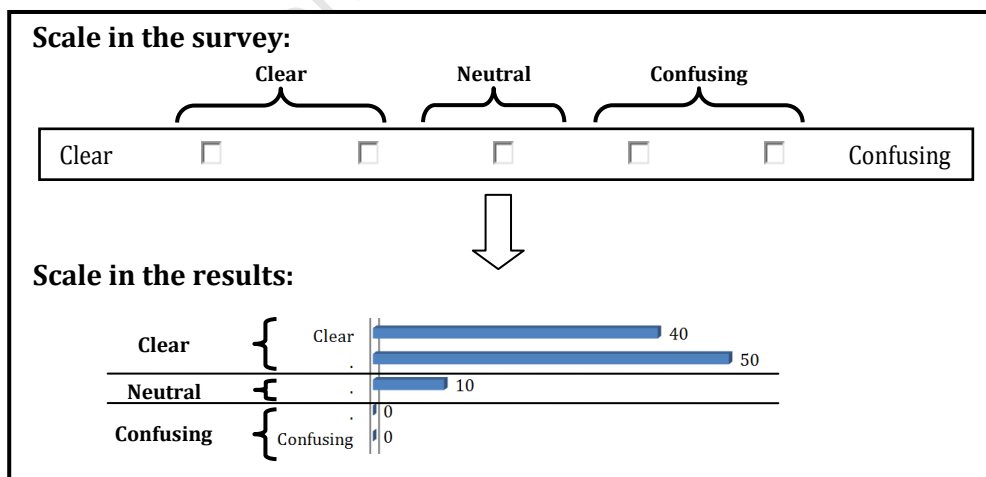 Scale in the survey:
Clear Neutral Confusing
Clear Confusing
Scale in the results:
Clear
Clear 40
. 50
Neutral . 10
. 0
Confusing
Confusing 0